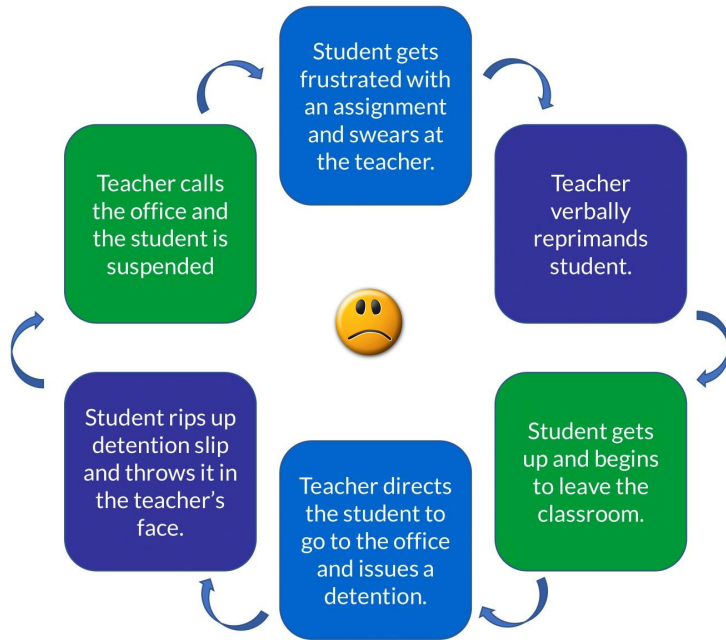 Student gets
frustrated with
an assignment
and swears at
the teacher.
Teacher
verbally
reprimands
student.
Student gets
up and begins
to leave the
classroom.
Teacher directs
the student to
go to the office
and issues a
detention.
Student rips up
detention slip
and throws it in
the teacher’s
face.
Teacher calls
the office and
the student is
suspended